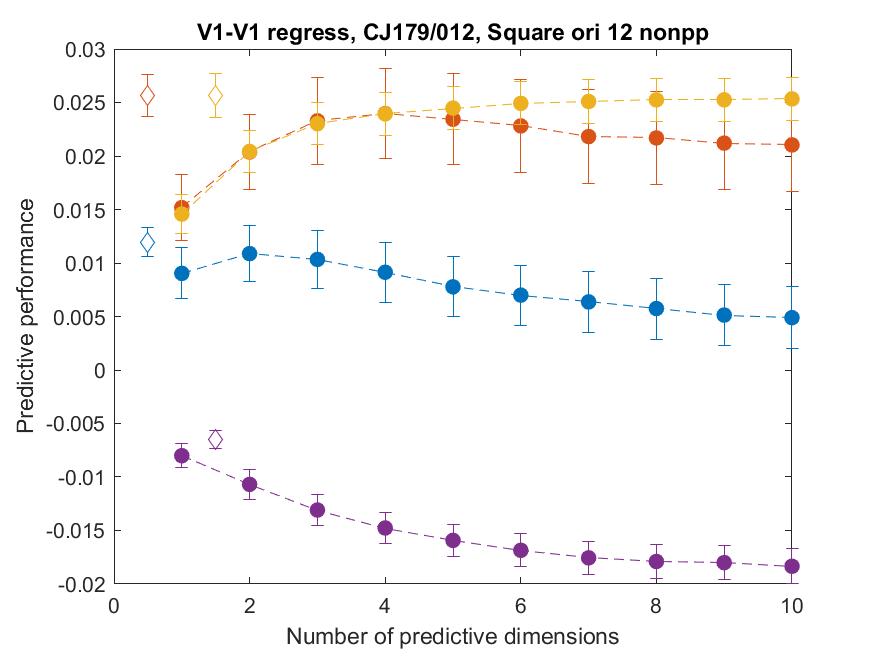 V1-V1 regress, CJ179/012, Square ori 12 nonpp
Predictive performance
0.03
0.025
0.02
0.015
0.01
0.005
0
-0.005
-0.01
-0.015
-0.02
0 2 4 6 8 10
Number of predictive dimensions